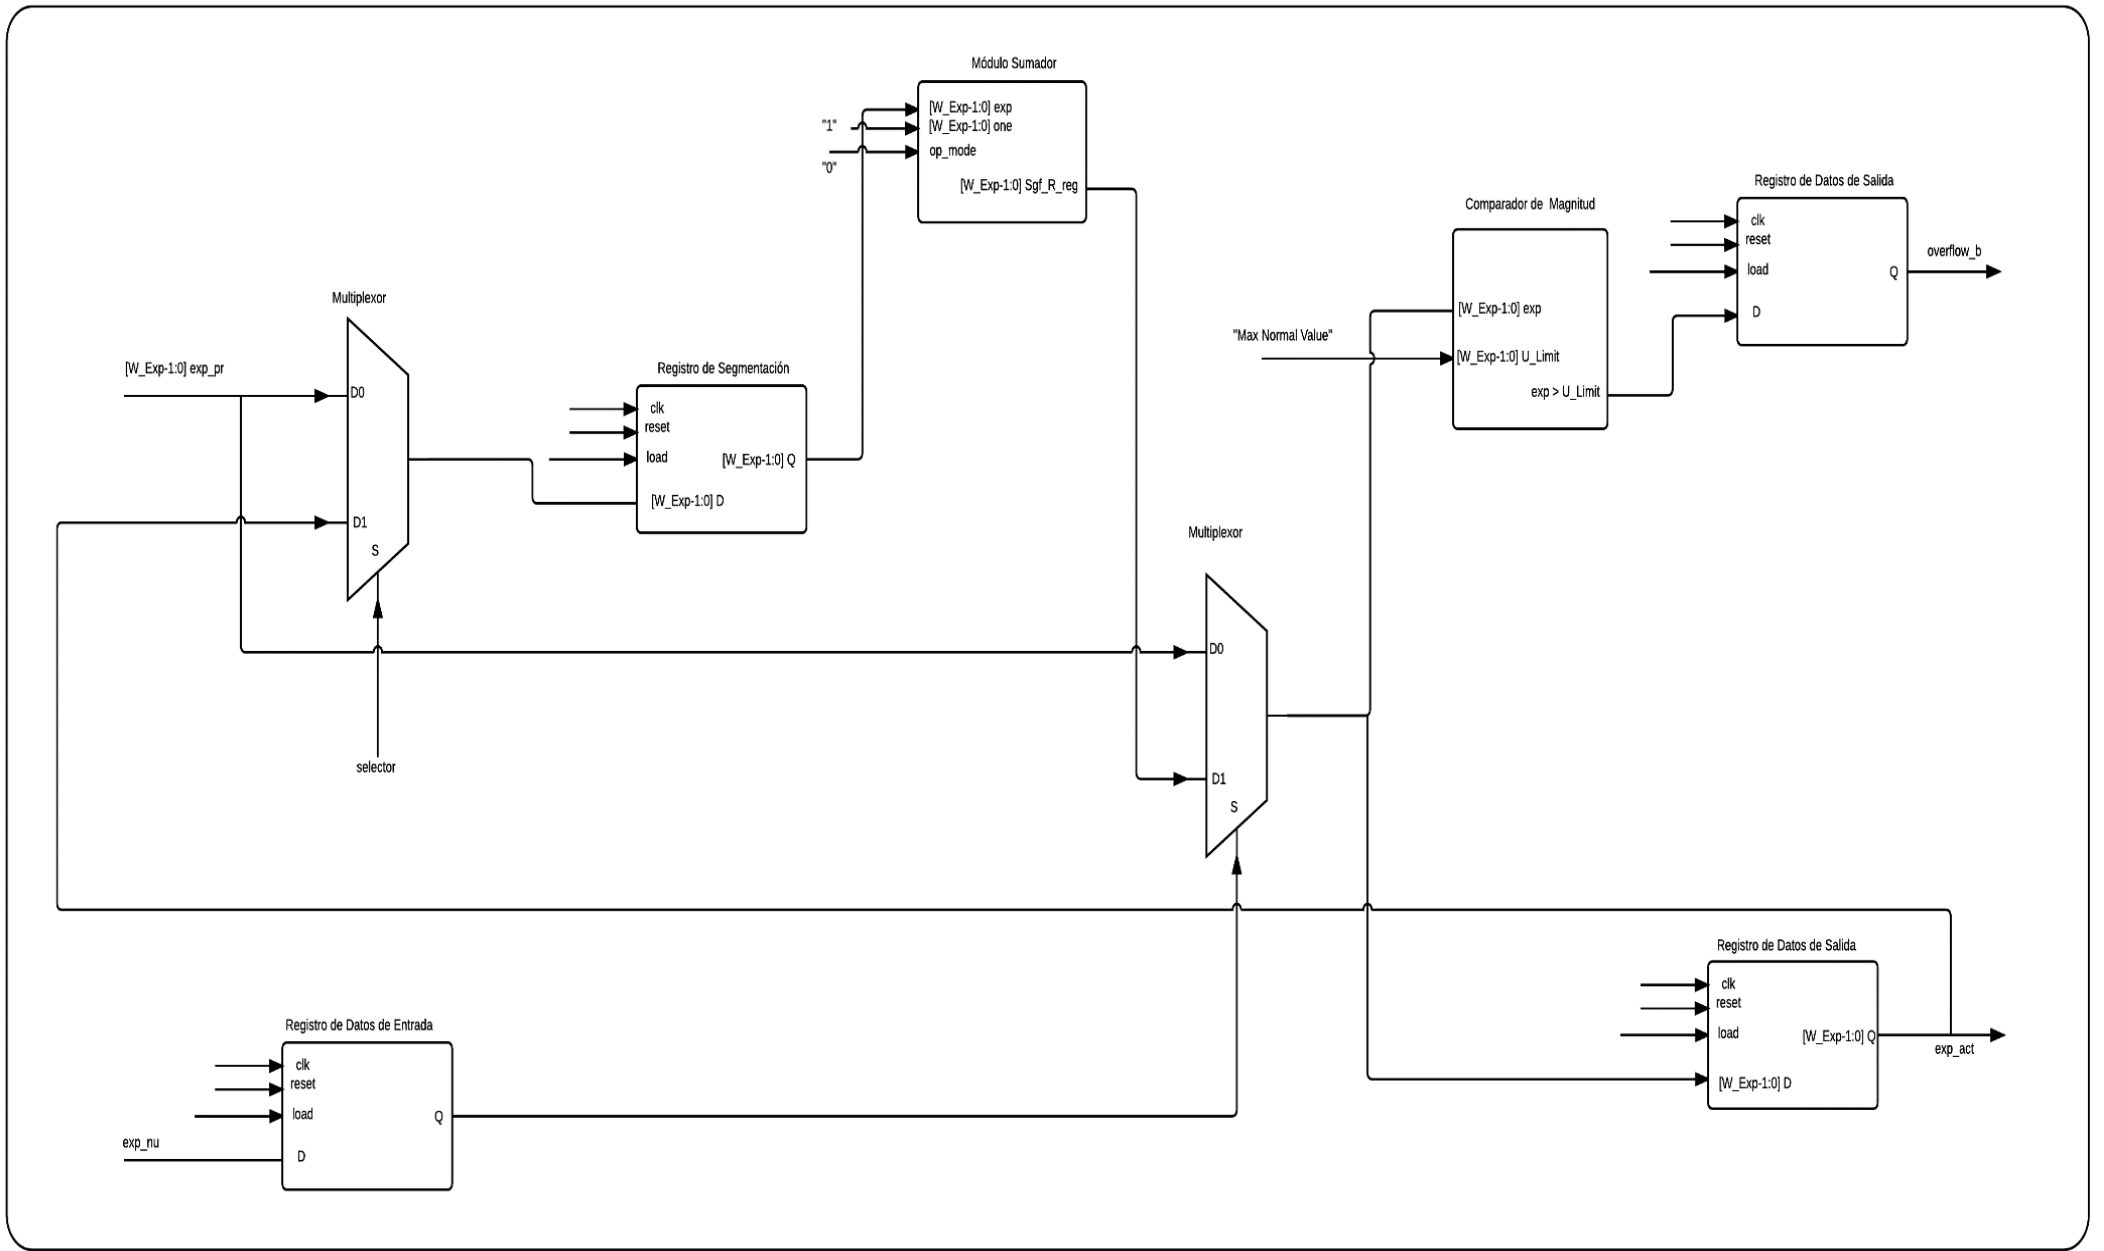 Módulo Sumador
[W_Exp-1:0] exp
"1"
[W_Exp-1:0] one
op_mode
"0"
[W_Exp-1:0] Sgf_R_reg
Registro de Datos de Salida
clk
reset
load
Q
D
overflow_b
Comparador de Magnitud
[W_Exp-1:0] exp
"Max Normal Value"
[W_Exp-1:0] U_Limit
exp > U_Limit
Multiplexor
[W_Exp-1:0] exp_pr
D0
D1
S
selector
Registro de Segmentación
clk
reset
load
[W_Exp-1:0] Q
[W_Exp-1:0] D
Multiplexor
D0
D1
S
Registro de Datos de Salida
clk
reset
load
[W_Exp-1:0] Q
[W_Exp-1:0] D
exp_act
Registro de Datos de Entrada
clk
reset
load
Q
exp_nu
D